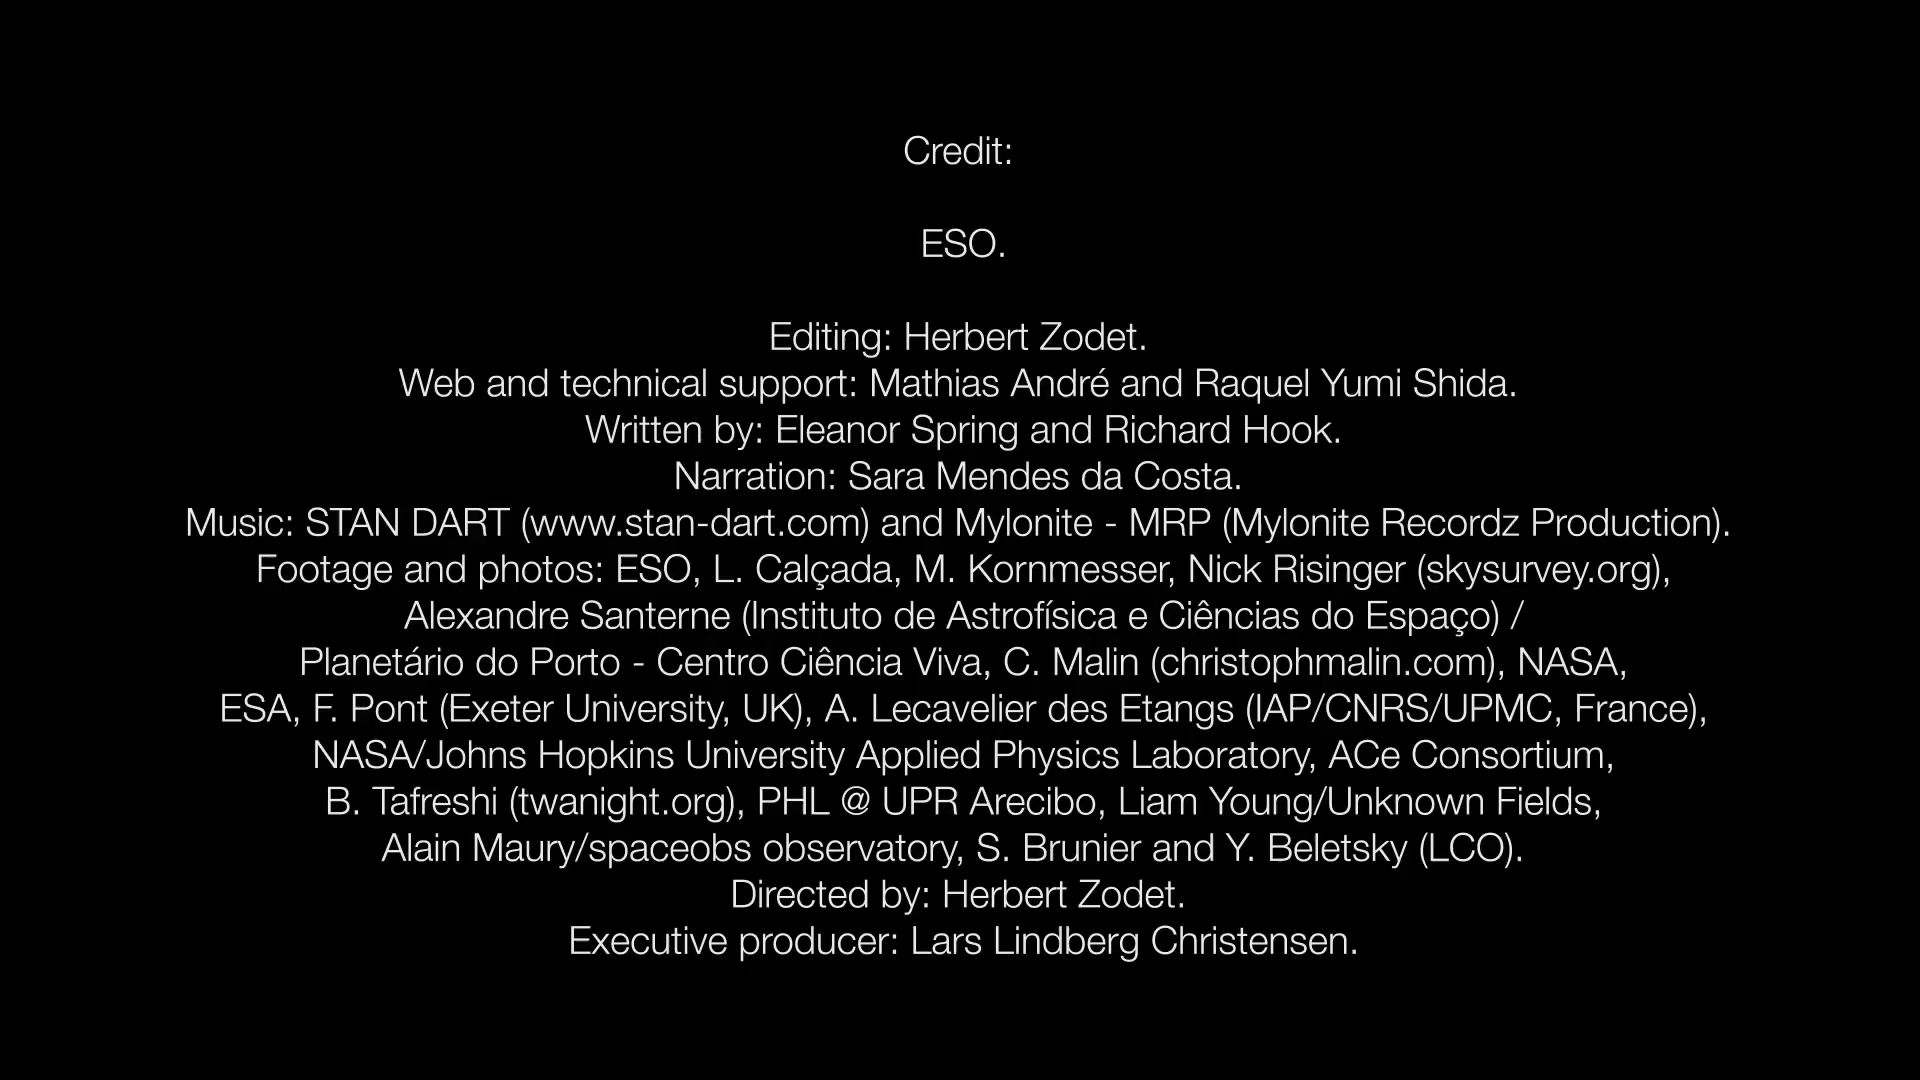 Credit:
ESO.
Editing: Herbert Zodet.
Web and technical support: Mathias André and Raquel Yumi Shida.
Written by: Eleanor Spring and Richard Hook.
Narration: Sara Mendes da Costa.
Music: STAN DART (www.stan-dart.com) and Mylonite - MRP (Mylonite Recordz Production).
Footage and photos: ESO, L. Calçada, M. Kornmesser, Nick Risinger (skysurvey.org),
Alexandre Santerne (Instituto de Astrofísica e Ciências do Espaço) /
Planetário do Porto - Centro Ciência Viva, C. Malin (christophmalin.com), NASA,
ESA, F. Pont (Exeter University, UK), A. Lecavelier des Etangs (IAP/CNRS/UPMC, France),
NASA/Johns Hopkins University Applied Physics Laboratory, ACe Consortium,
B. Tafreshi (twanight.org), PHL @ UPR Arecibo, Liam Young/Unknown Fields,
Alain Maury/spaceobs observatory, S. Brunier and Y. Beletsky (LCO).
Directed by: Herbert Zodet.
Executive producer: Lars Lindberg Christensen.